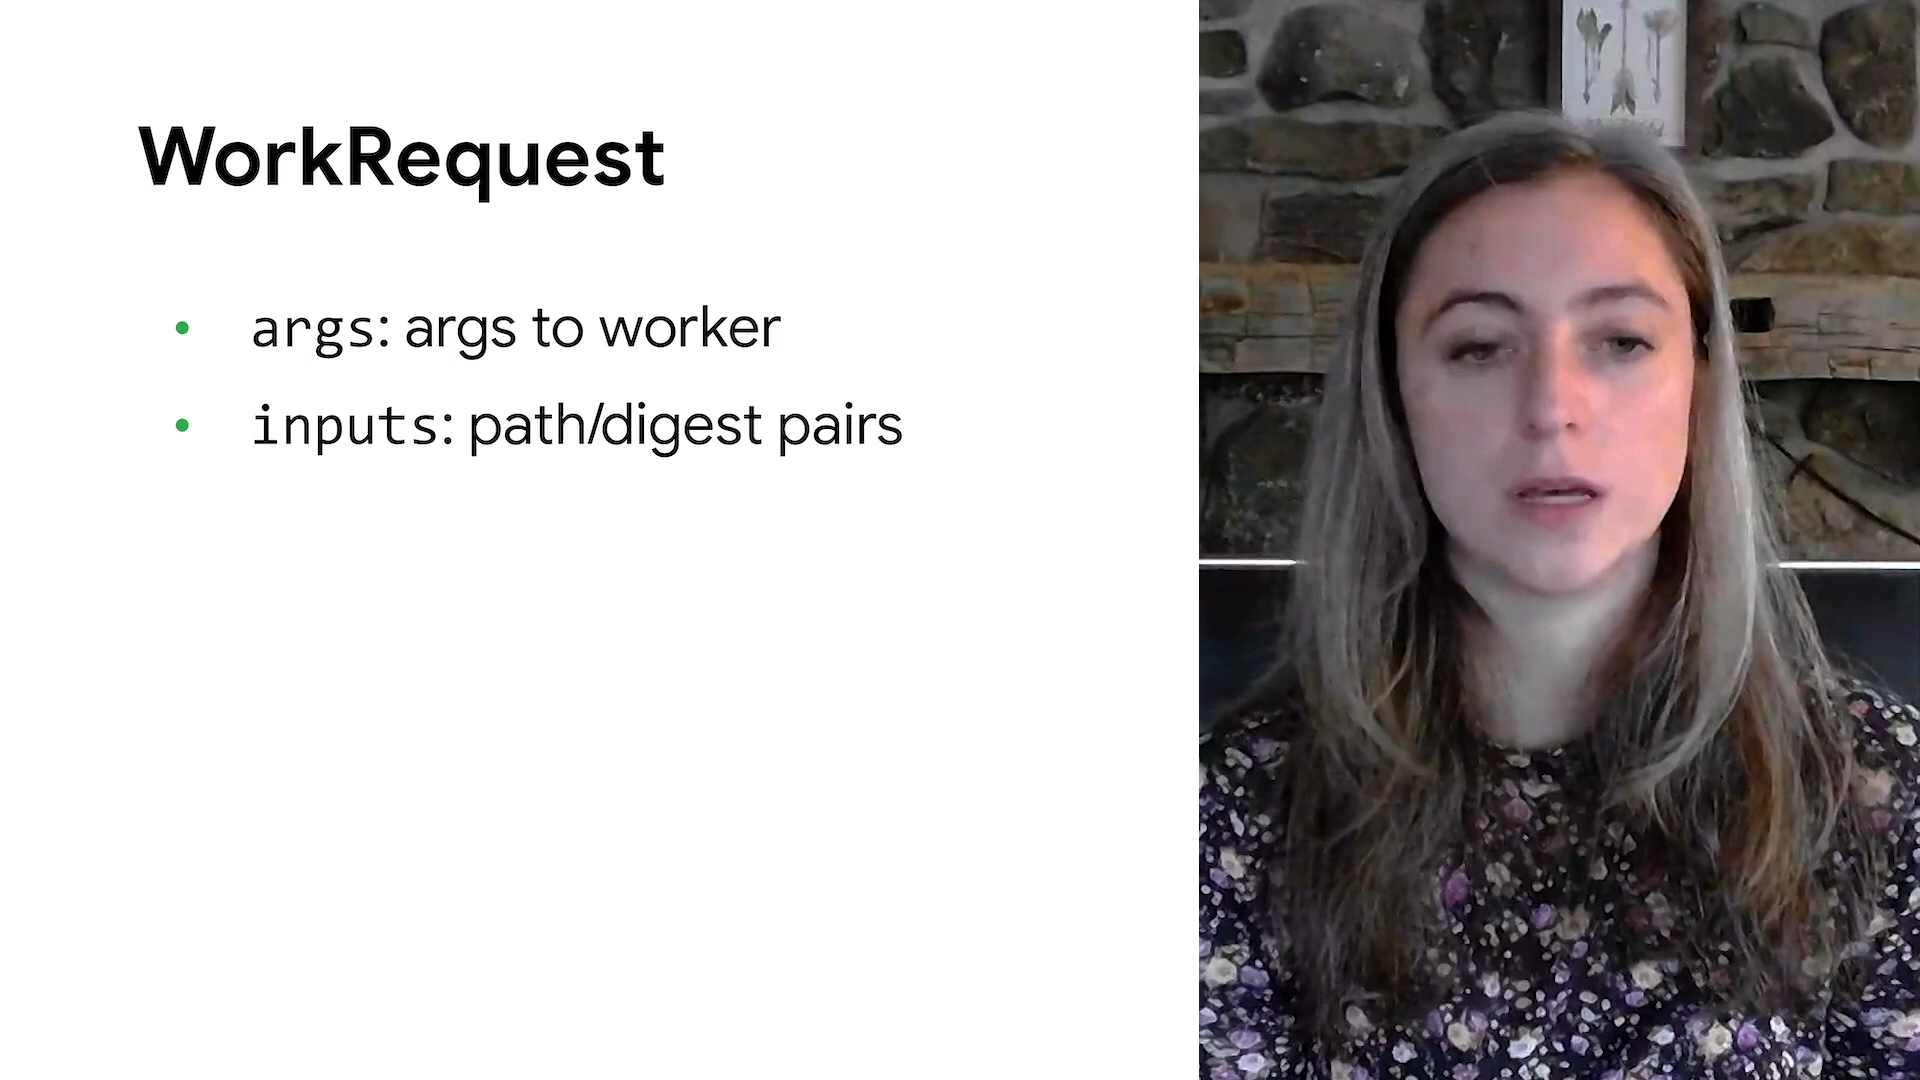 WorkRequest
• args: args to worker
• inputs: path/digest pairs